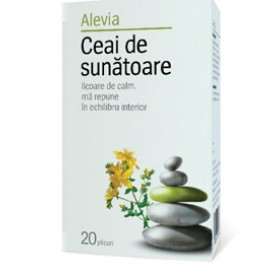 Alevia
Ceai de
sunătoare
licoare de calm,
mă repune
în echilibru interior
20 plicuri